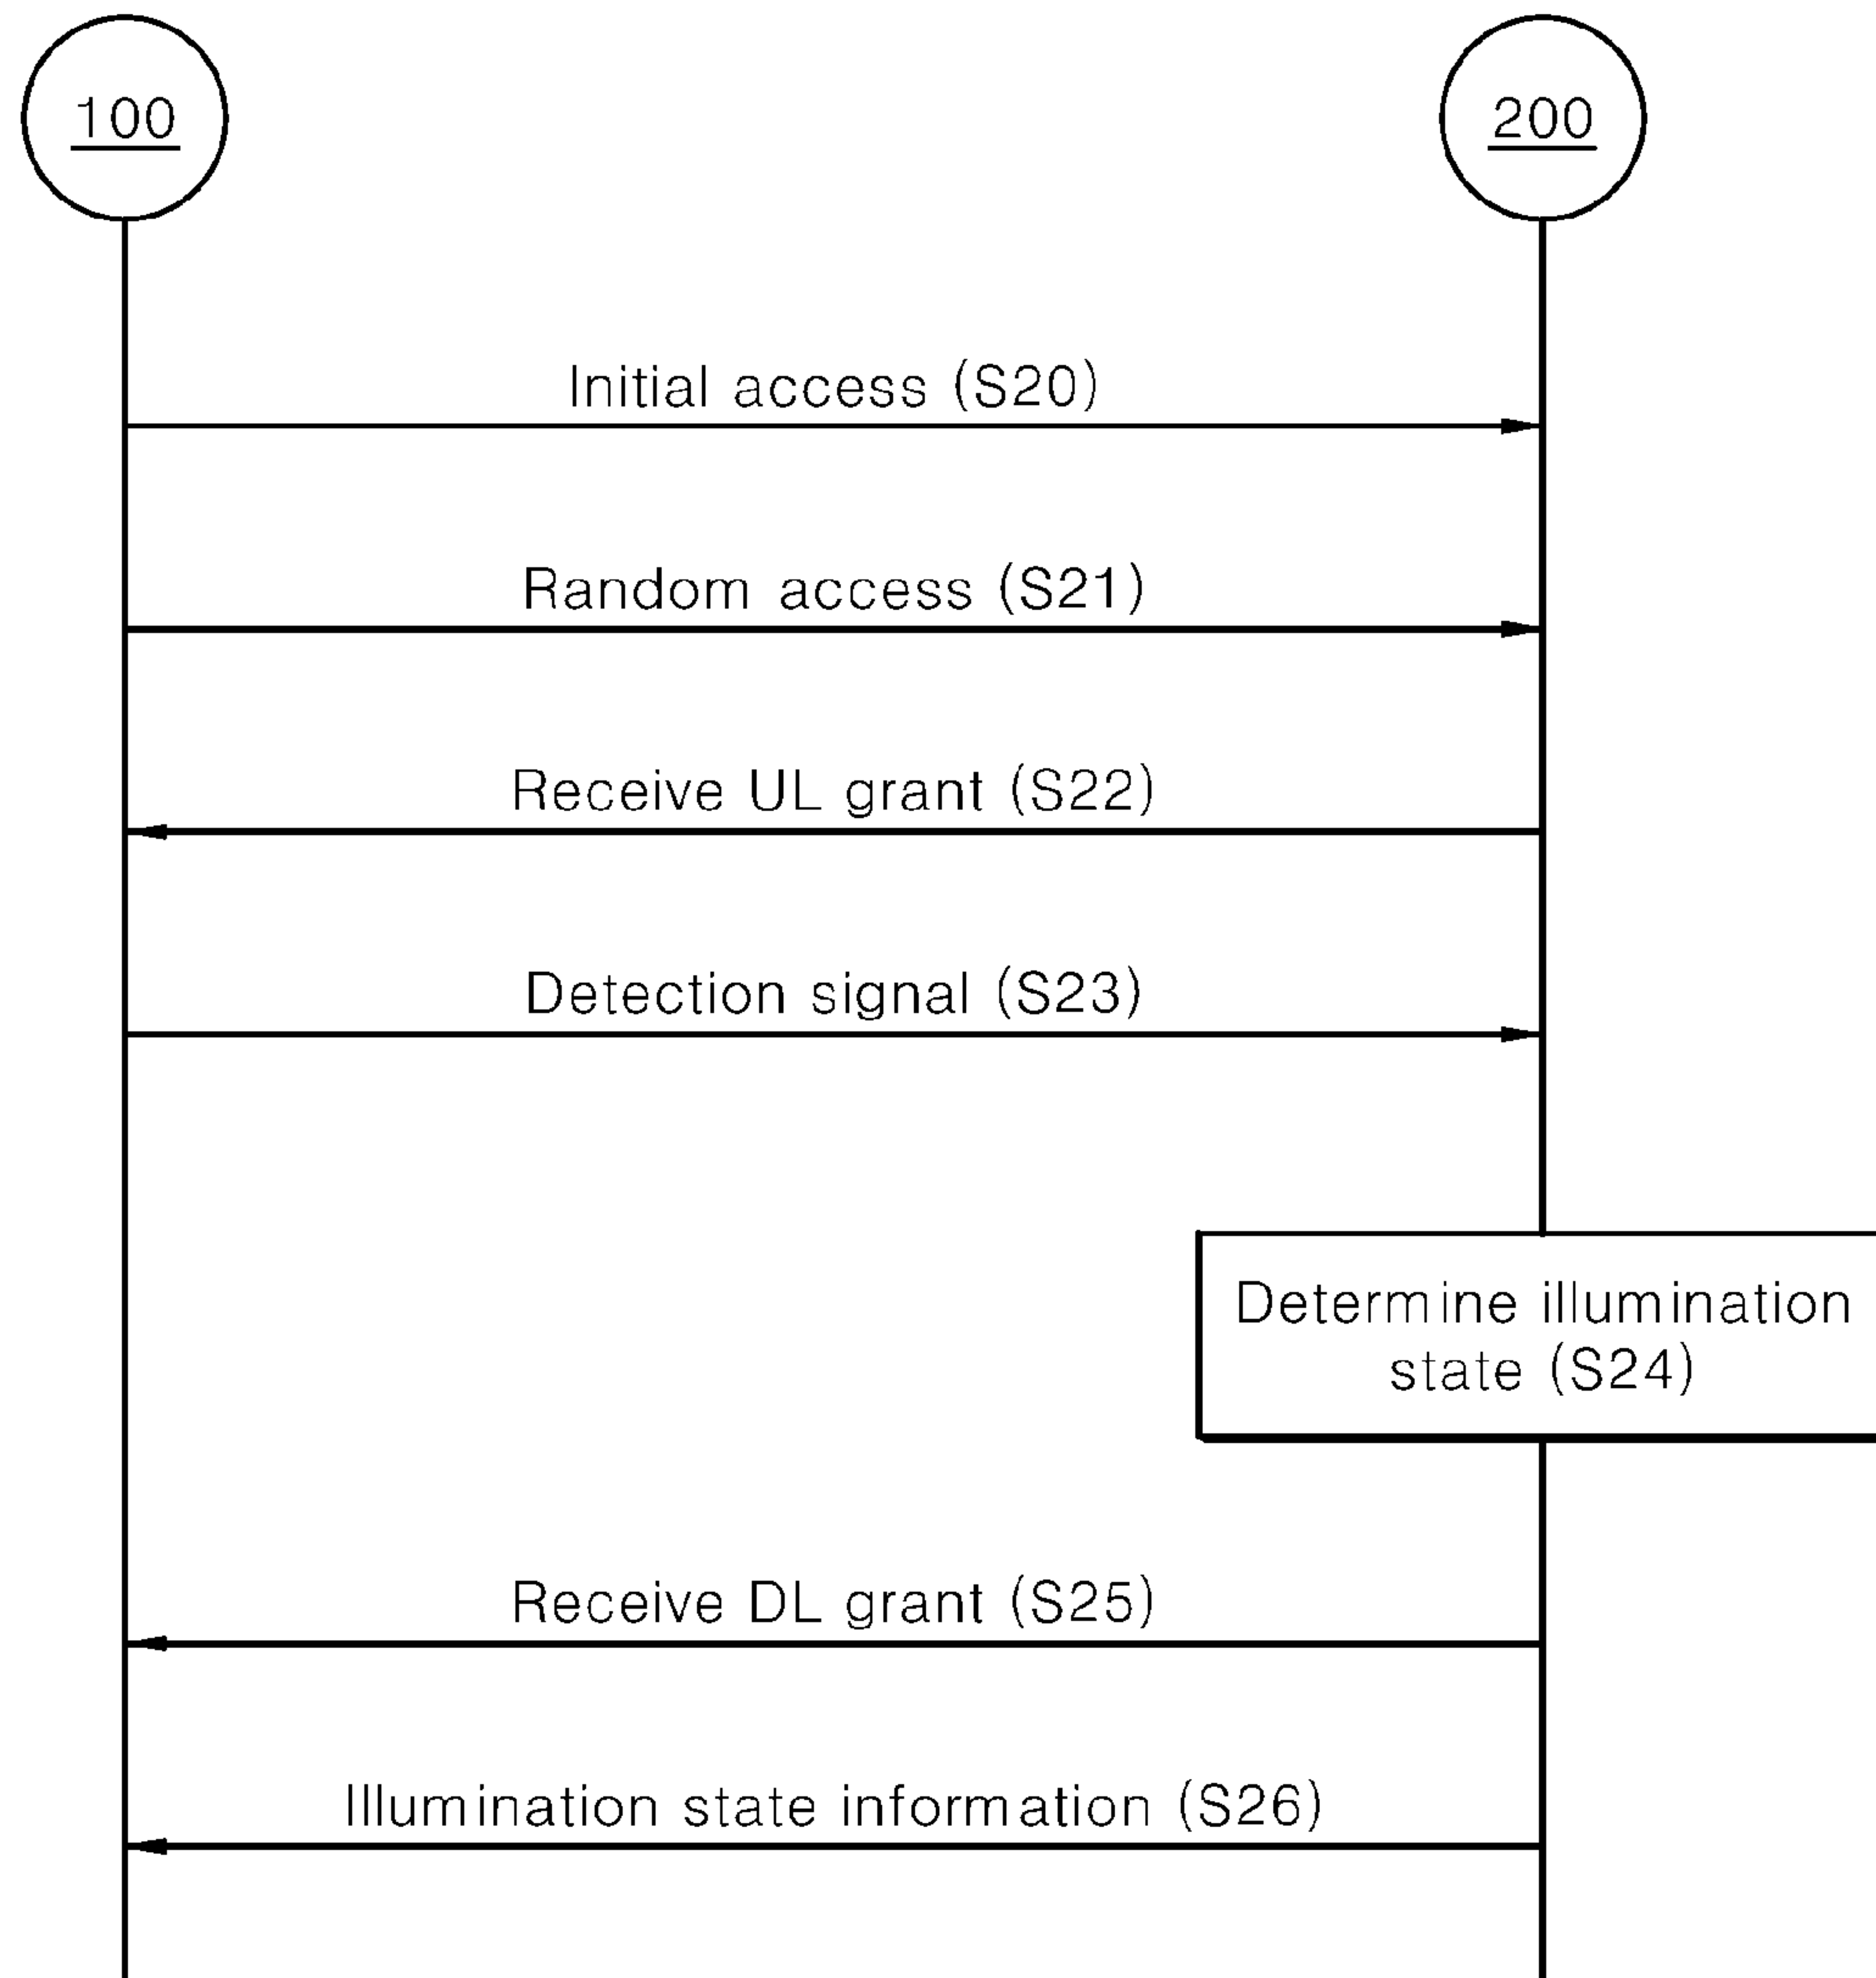 100
200
Initial access (S20)
Random access (S21)
Receive UL grant (S22)
Detection signal (S23)
Determine illumination
state (S24)
Receive DL grant (S25)
Illumination state information (S26)